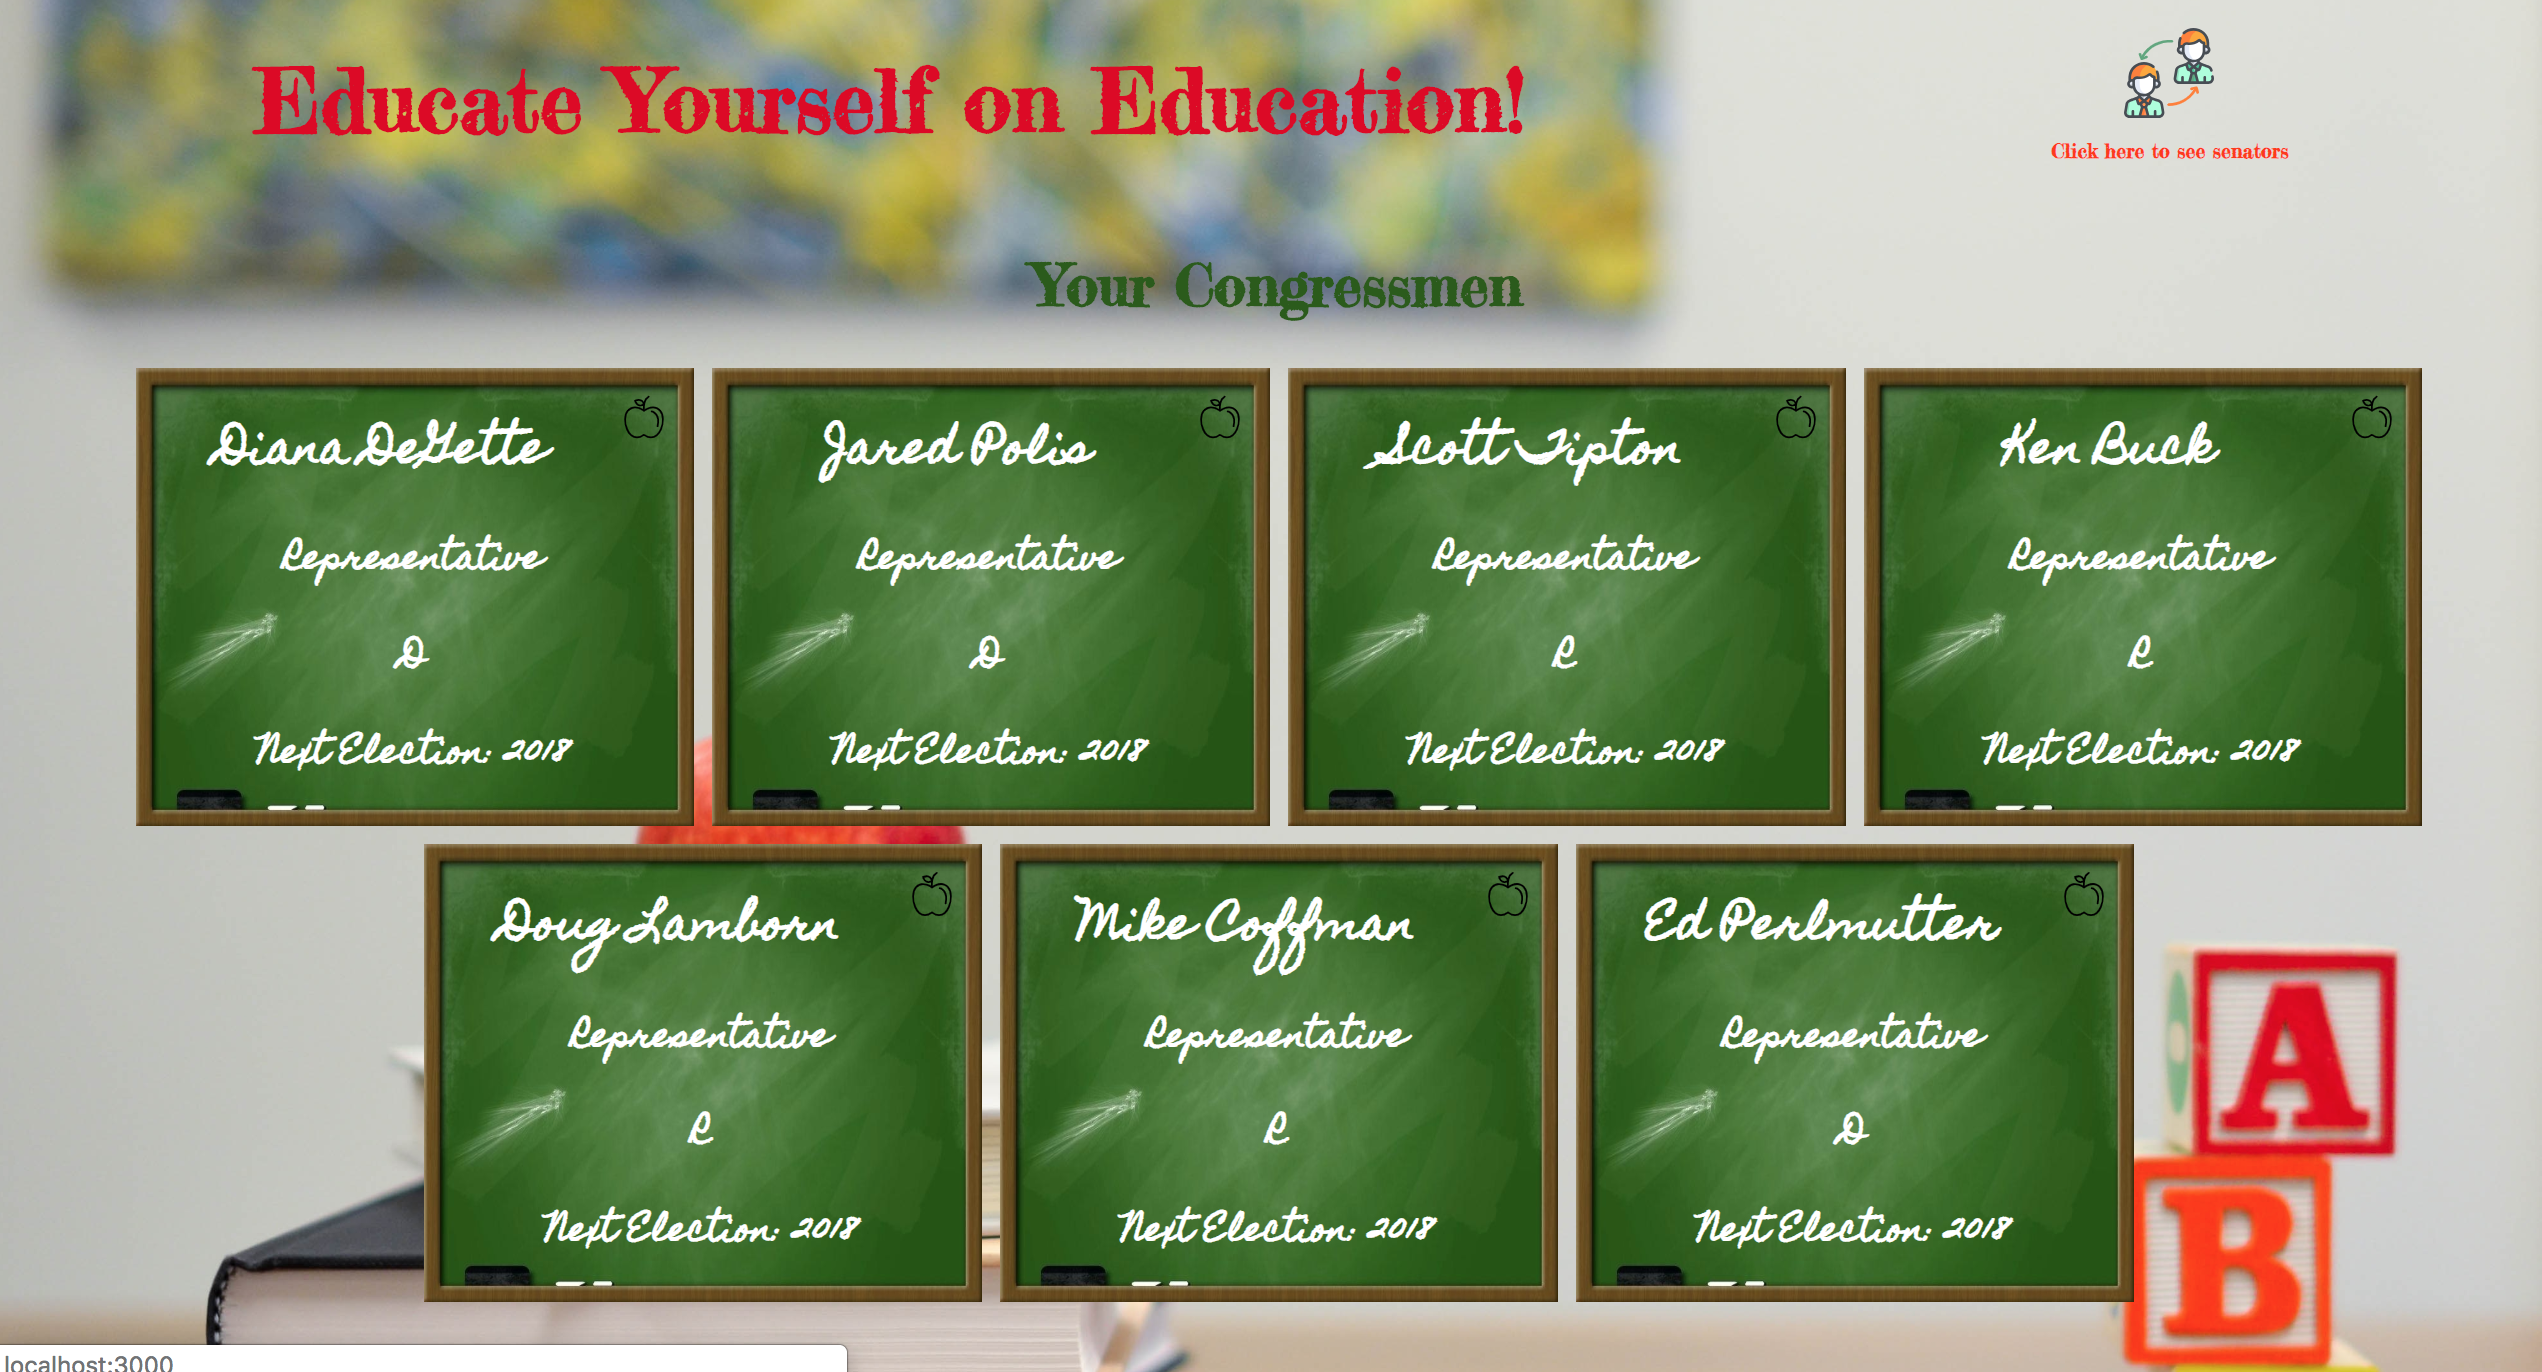 Educate Yourself on Education!
Click here to see senators
Your Congressmen
Diana DeGette
Representative
D
Next Election: 2018
Jared Polis
Representative
D
Next Election: 2018
Scott Tipton
Representative
R
Next Election: 2018
Ken Buck
Representative
R
Next Election: 2018
Doug Lamborn
Representative
R
Next Election: 2018
Mike Coffman
Representative
R
Next Election: 2018
Ed Perlmutter
Representative
D
Next Election: 2018
A
B
localhost:3000